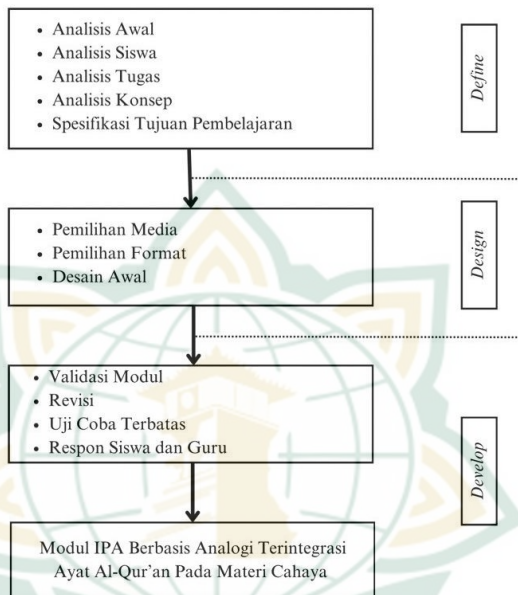 • Analisis Awal
• Analisis Siswa
• Analisis Tugas
• Analisis Konsep
• Spesifikasi Tujuan Pembelajaran
Define
• Pemilihan Media
• Pemilihan Format
• Desain Awal
Design
• Validasi Modul
• Revisi
• Uji Coba Terbatas
• Respon Siswa dan Guru
Develop
Modul IPA Berbasis Analogi Terintegrasi
Ayat Al-Qur'an Pada Materi Cahaya